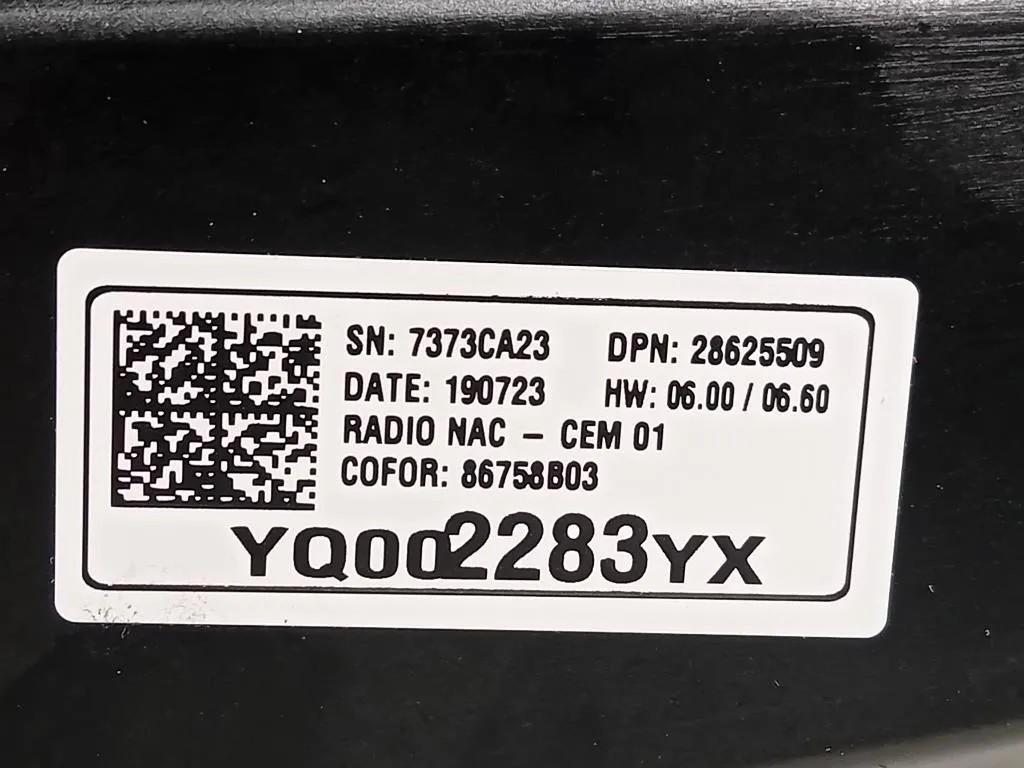 SN: 7373CA23 DPN: 28625509
DATE: 190723 HW: 06.00 / 06.60
RADIO NAC - CEM 01
COFOR: 86758B03
YQ002283YX